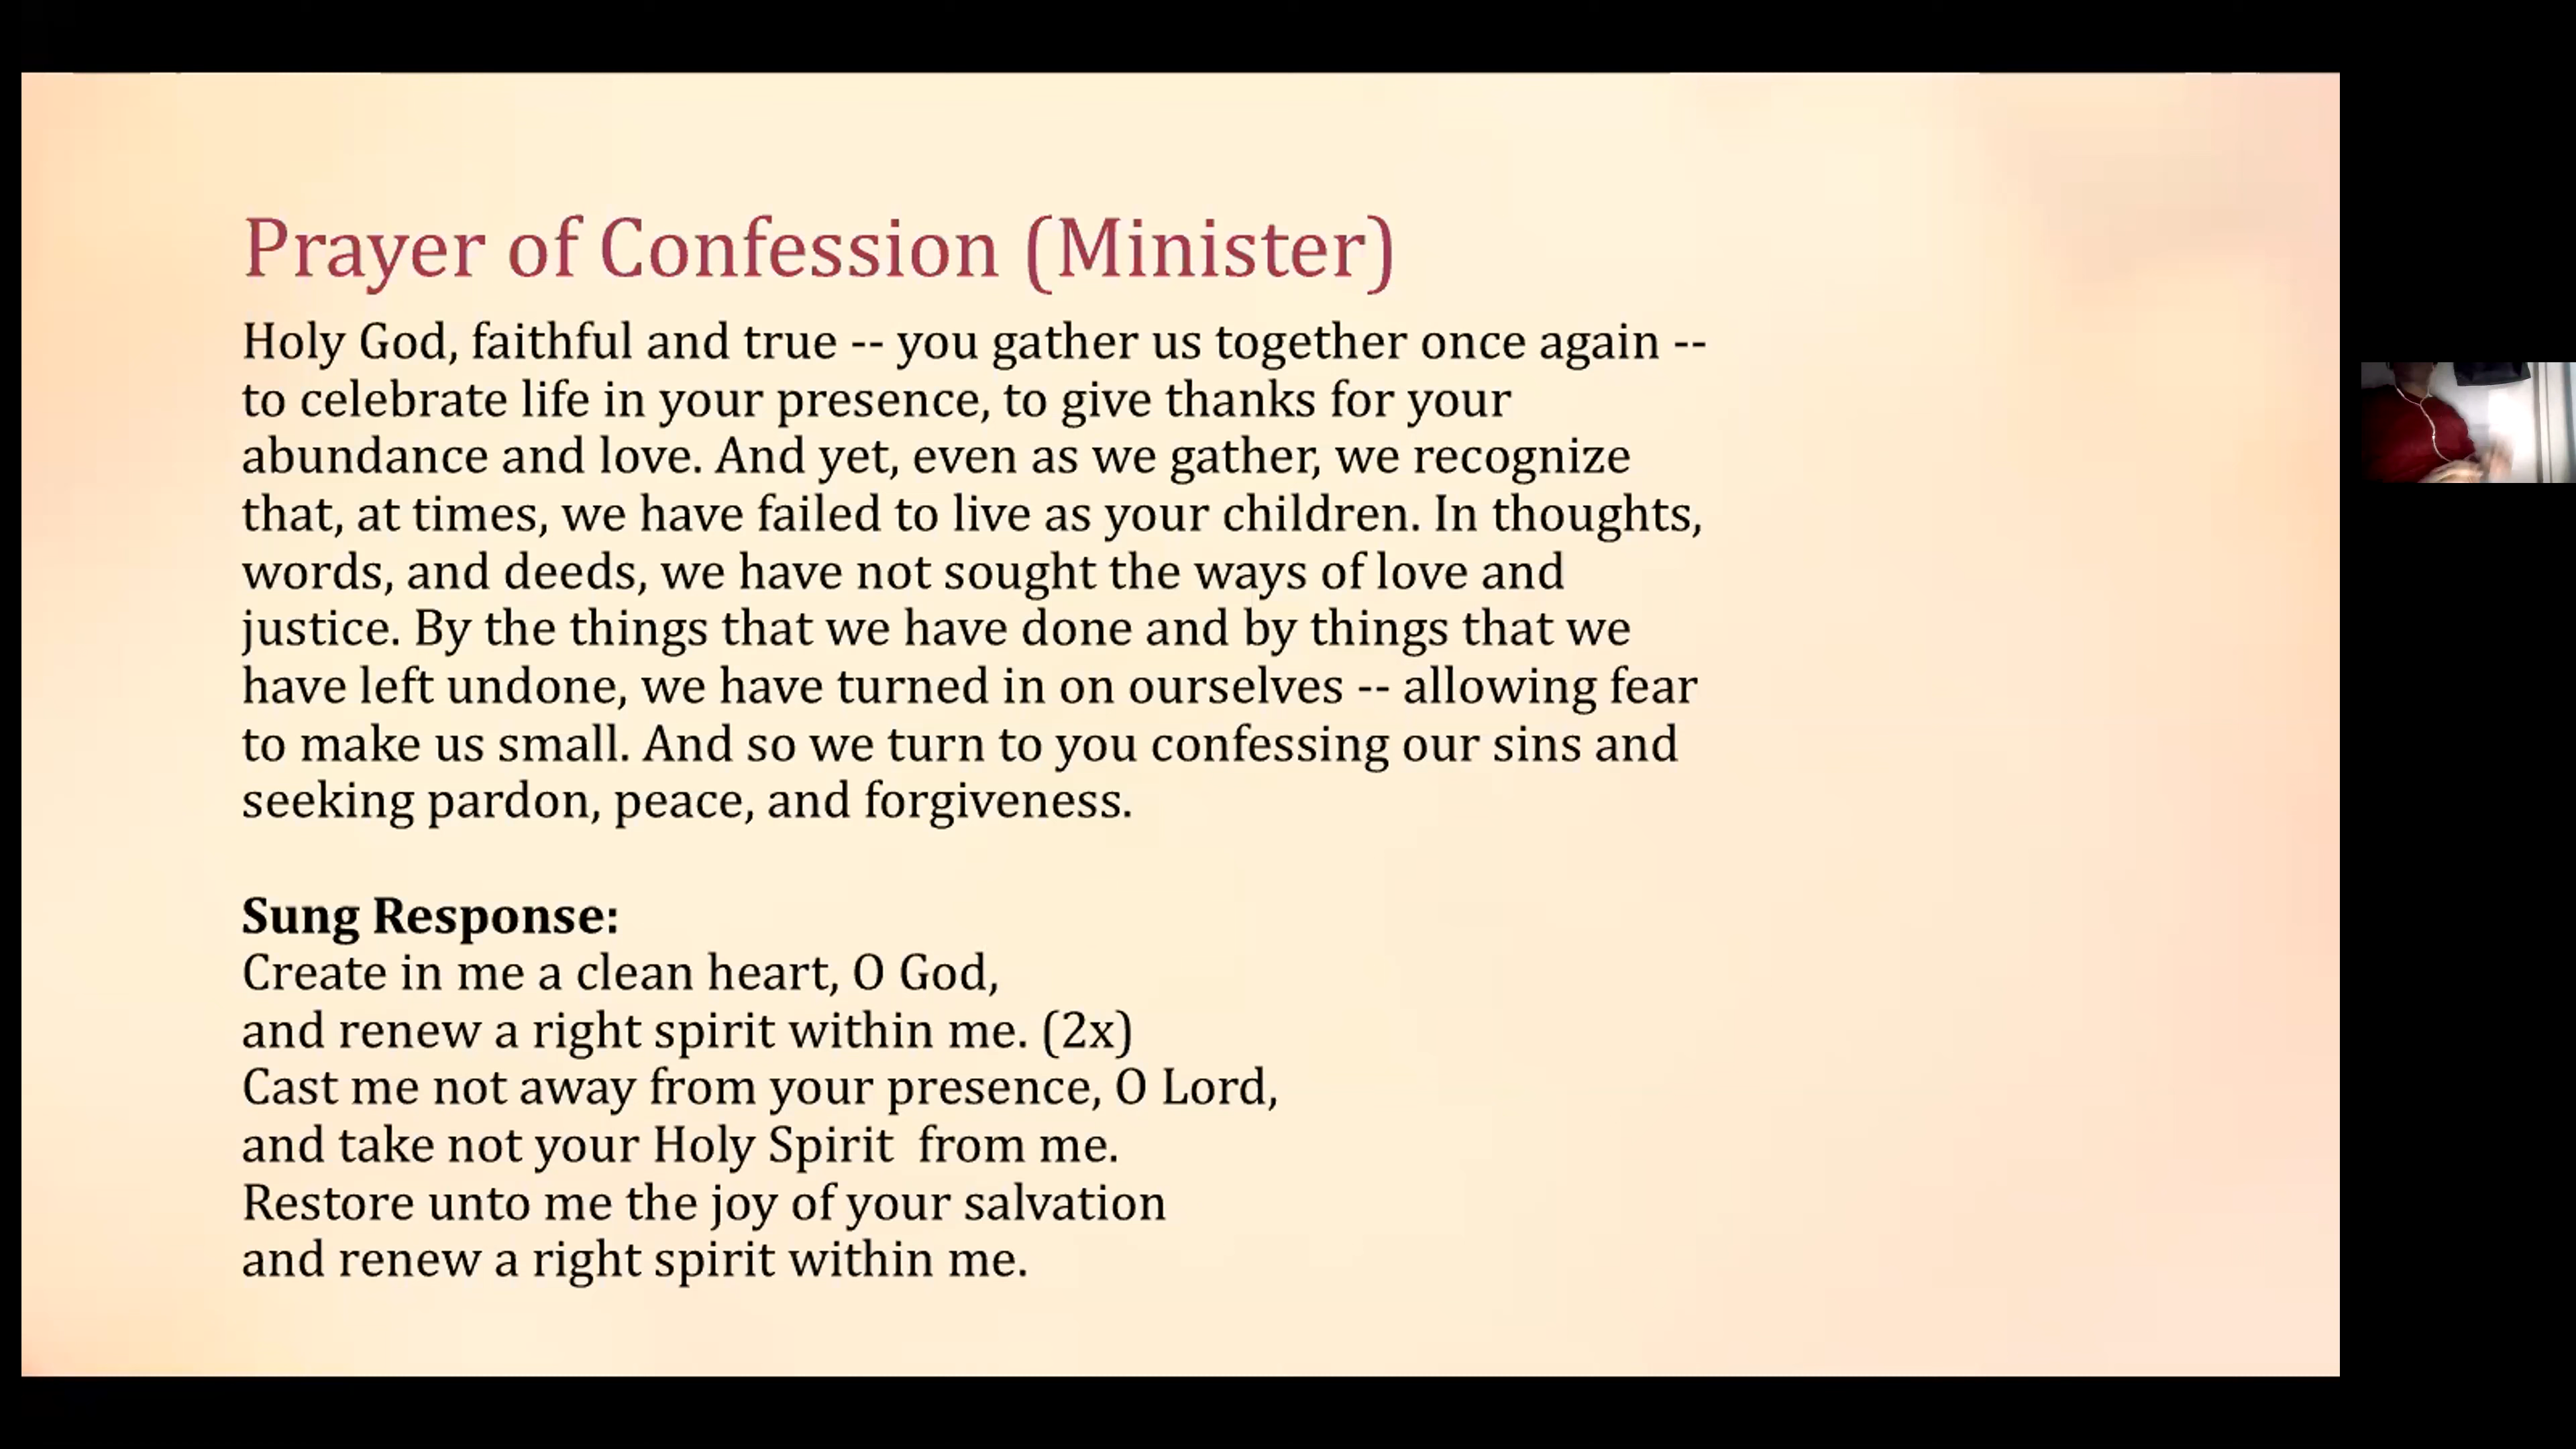 Prayer of Confession (Minister)
Holy God, faithful and true -- you gather us together once again --
to celebrate life in your presence, to give thanks for your
abundance and love. And yet, even as we gather, we recognize
that, at times, we have failed to live as your children. In thoughts,
words, and deeds, we have not sought the ways of love and
justice. By the things that we have done and by things that we
have left undone, we have turned in on ourselves -- allowing fear
to make us small. And so we turn to you confessing our sins and
seeking pardon, peace, and forgiveness.
Sung Response:
Create in me a clean heart, O God,
and renew a right spirit within me. (2x)
Cast me not away from your presence, O Lord,
and take not your Holy Spirit  from me.
Restore unto me the joy of your salvation
and renew a right spirit within me.